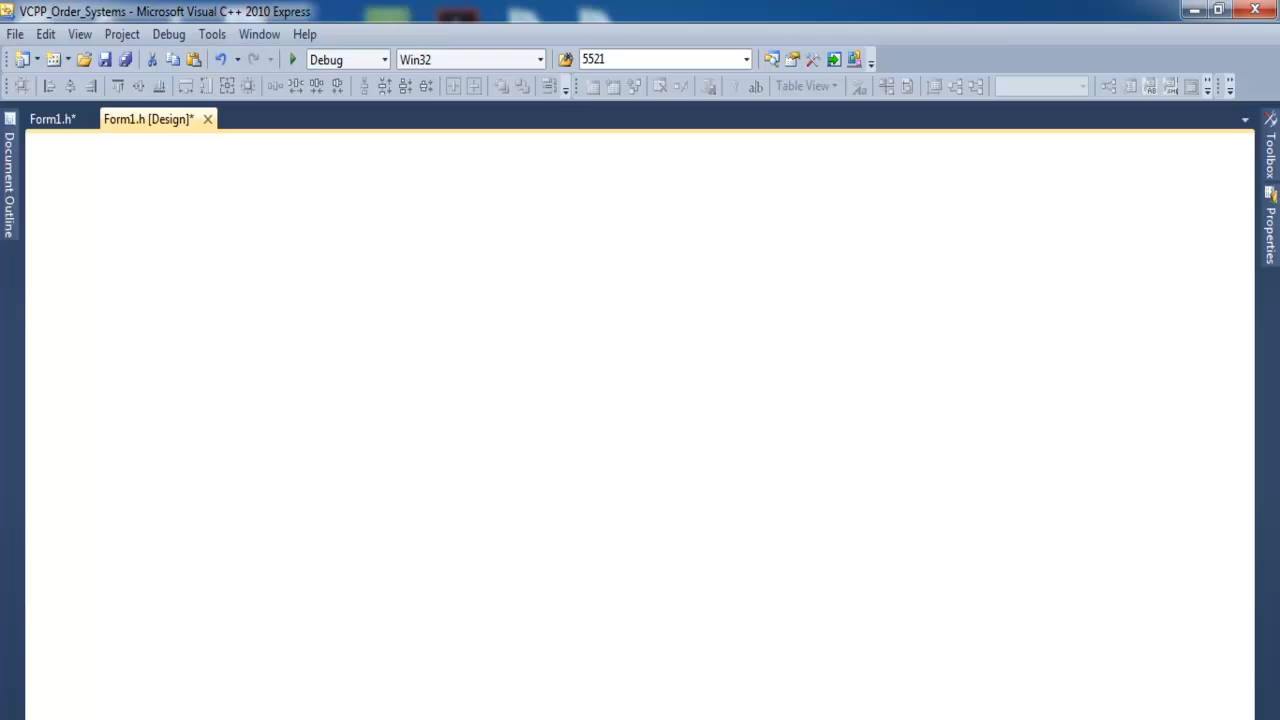 VCPP_Order_Systems - Microsoft Visual C++ 2010 Express
File Edit View Project Debug Tools Window Help
Debug Win32 5521
Table View
Form1.h* Form1.h [Design]*
Document Outline
Toolbox
Properties